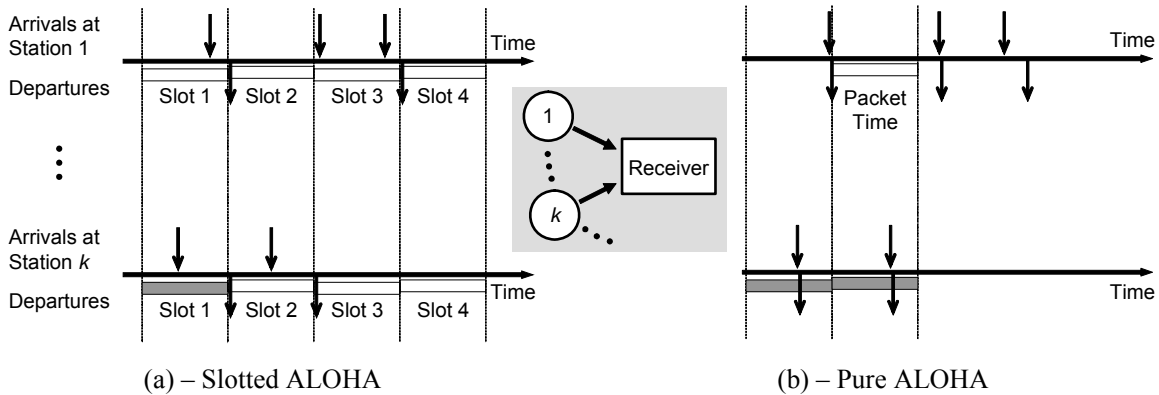 Arrivals at
Station 1
Time
Departures
Slot 1 Slot 2 Slot 3 Slot 4
Arrivals at
Station k
Departures
Time
Slot 1 Slot 2 Slot 3 Slot 4
(a) – Slotted ALOHA
1
k
Receiver
Time
Packet
Time
Time
(b) – Pure ALOHA